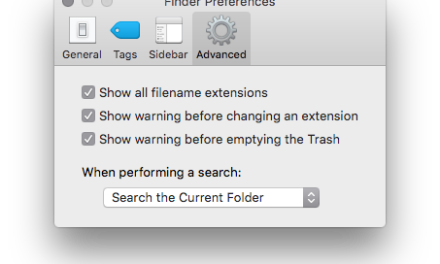 Finder Preferences
General Tags Sidebar Advanced
Show all filename extensions
Show warning before changing an extension
Show warning before emptying the Trash
When performing a search:
Search the Current Folder